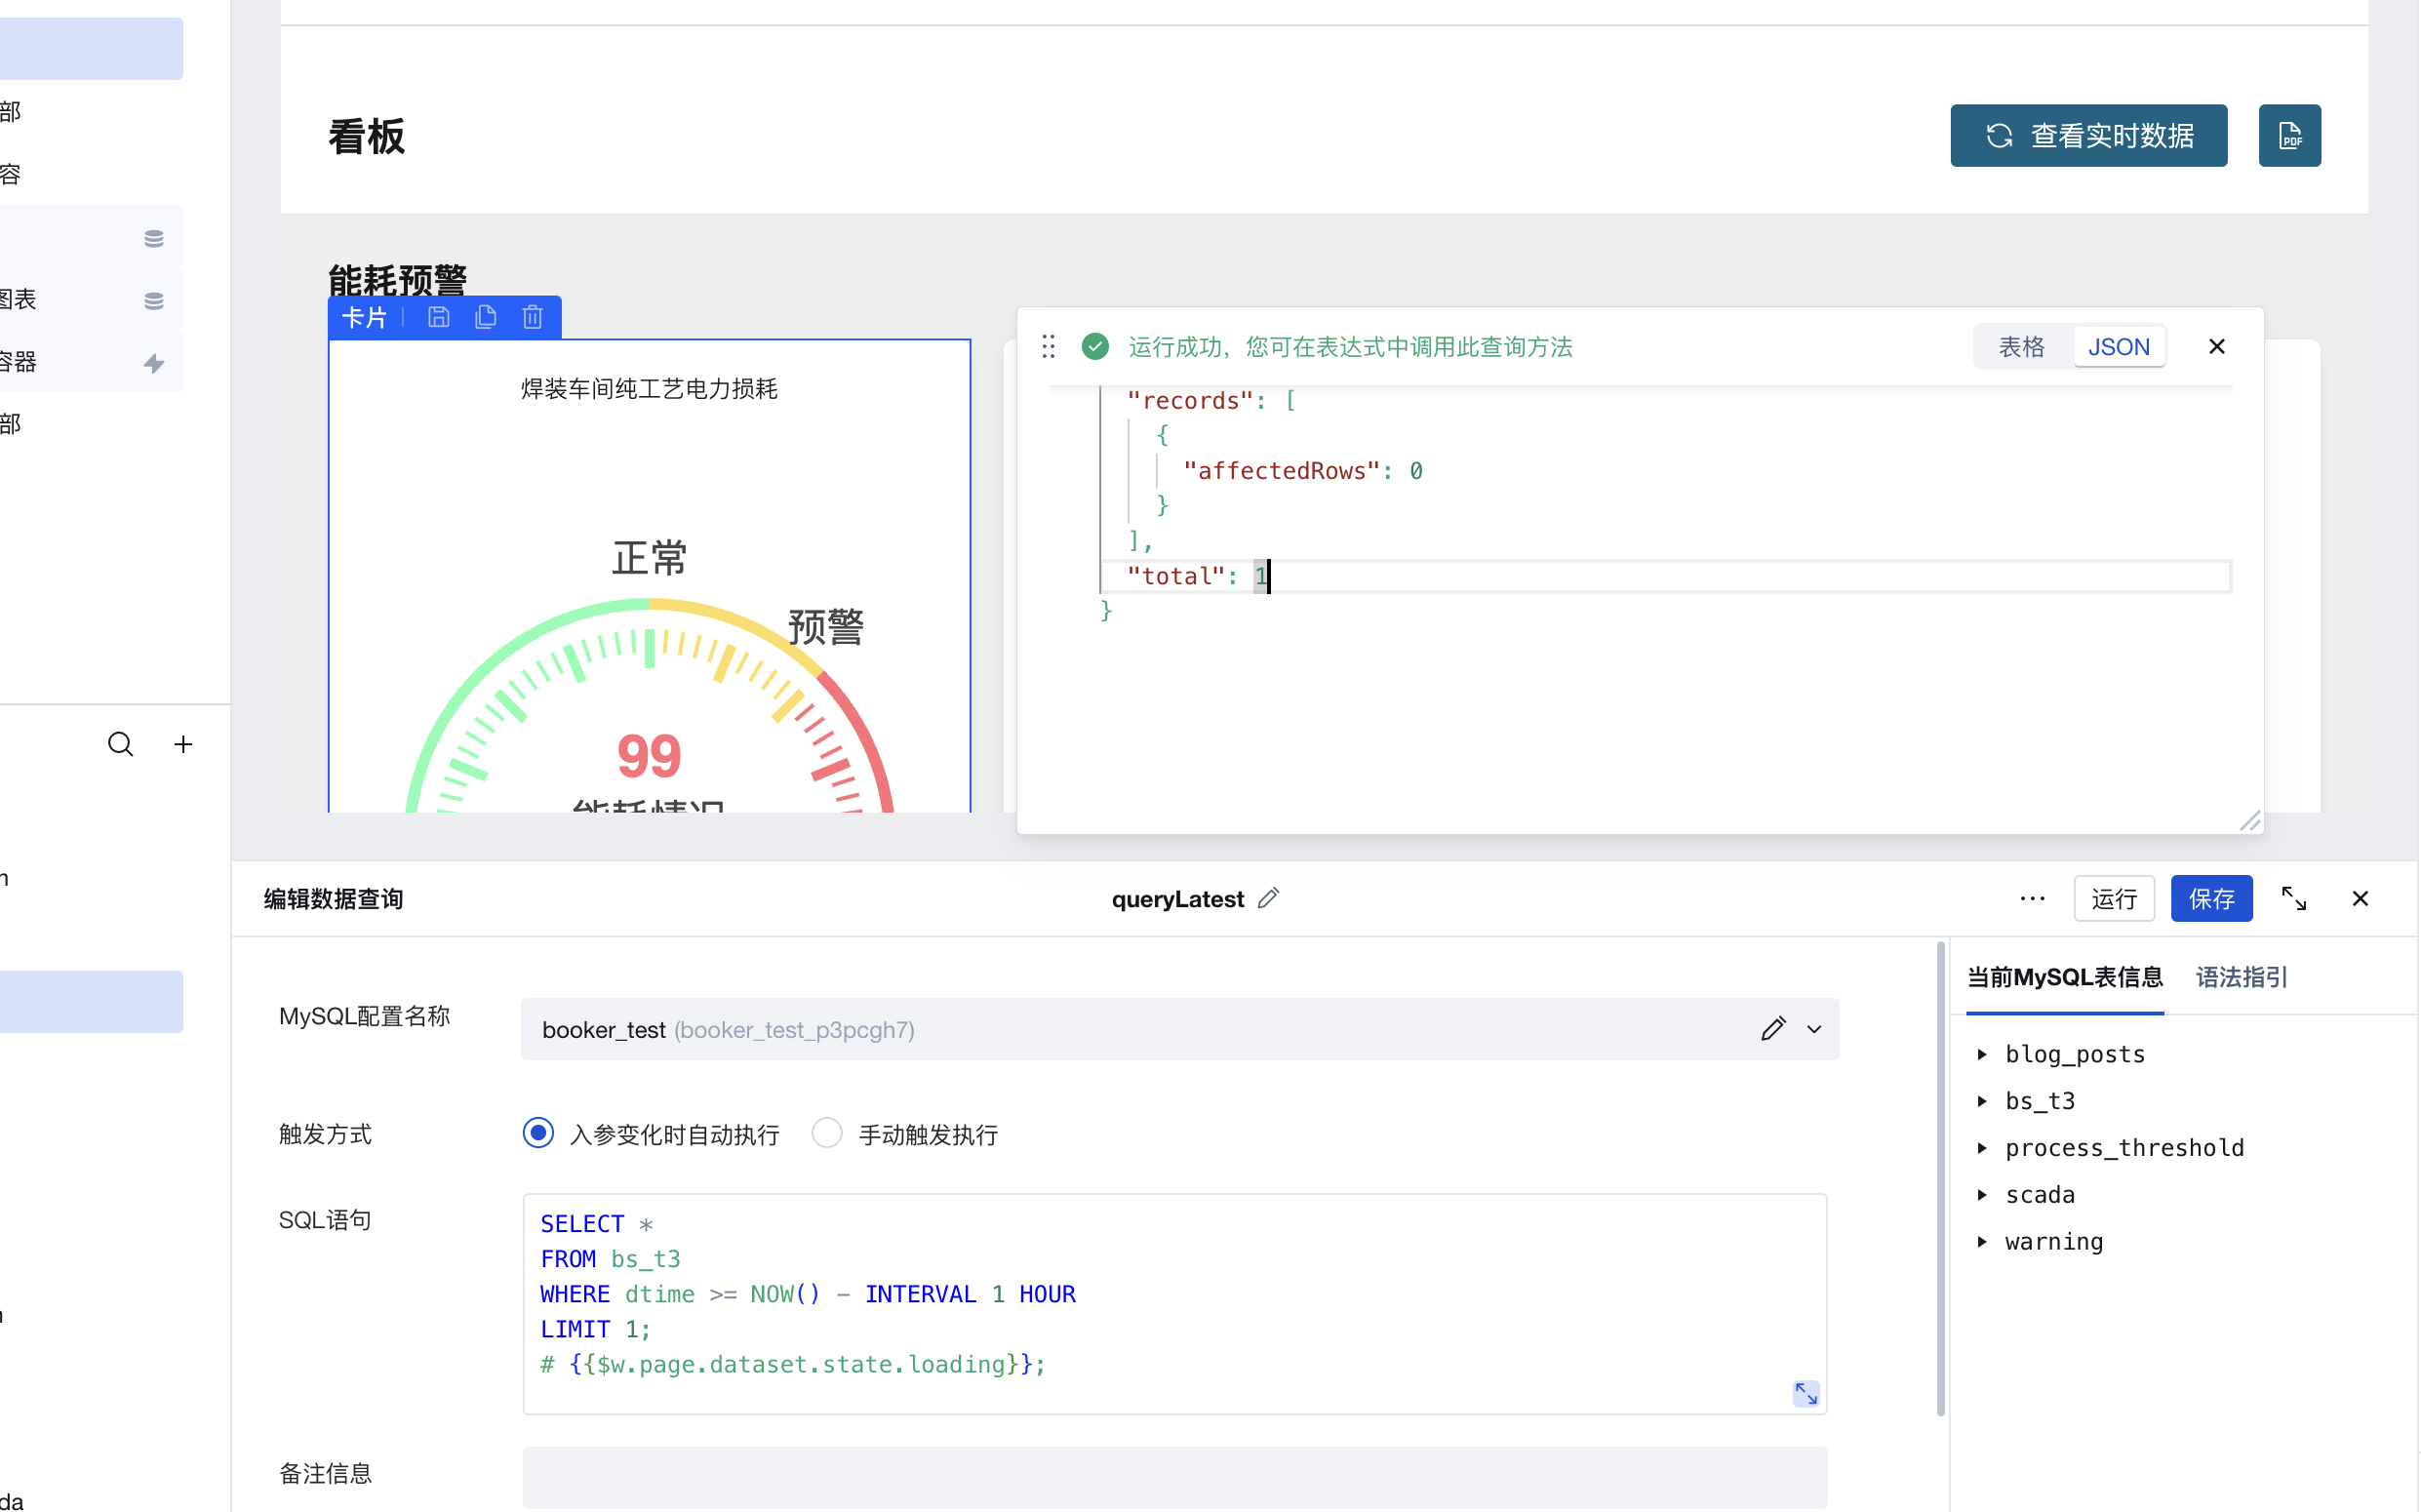 部
容
图表
容器
部
看板
查看实时数据
PDF
能耗预警
卡片
焊装车间纯工艺电力损耗
正常
预警
99
能耗情况
运行成功，您可在表达式中调用此查询方法
表格
JSON
"records": [
{
"affectedRows": 0
}
],
"total": 1
}
编辑数据查询
queryLatest
运行
保存
MySQL配置名称
booker_test (booker_test_p3pcgh7)
触发方式
入参变化时自动执行
手动触发执行
SQL语句
SELECT *
FROM bs_t3
WHERE dtime >= NOW() - INTERVAL 1 HOUR
LIMIT 1;
# {{$w.page.dataset.state.loading}};
备注信息
当前MySQL表信息
语法指引
blog_posts
bs_t3
process_threshold
scada
warning
da